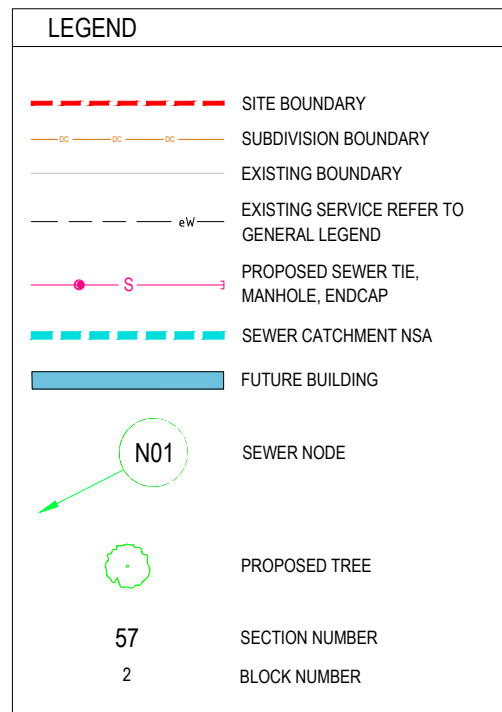 LEGEND
SITE BOUNDARY
DC DC DC SUBDIVISION BOUNDARY
EXISTING BOUNDARY
eW EXISTING SERVICE REFER TO
GENERAL LEGEND
S PROPOSED SEWER TIE,
MANHOLE, ENDCAP
SEWER CATCHMENT NSA
FUTURE BUILDING
N01 SEWER NODE
PROPOSED TREE
57 SECTION NUMBER
2 BLOCK NUMBER